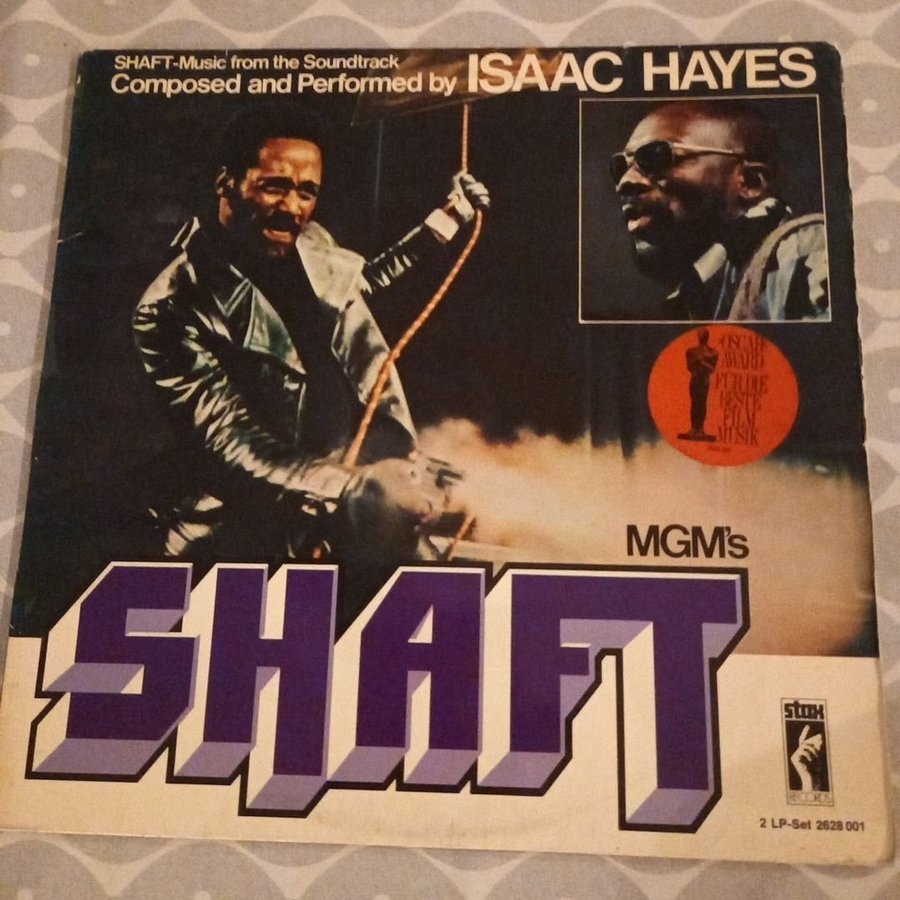 SHAFT-Music from the Soundtrack
Composed and Performed by ISAAC HAYES
OSCAR
AWARD
FÜR DIE
BESTE
FILM
MUSIK
MGM's
SHAFT
stax
RECORDS
2 LP-Set 2628 001